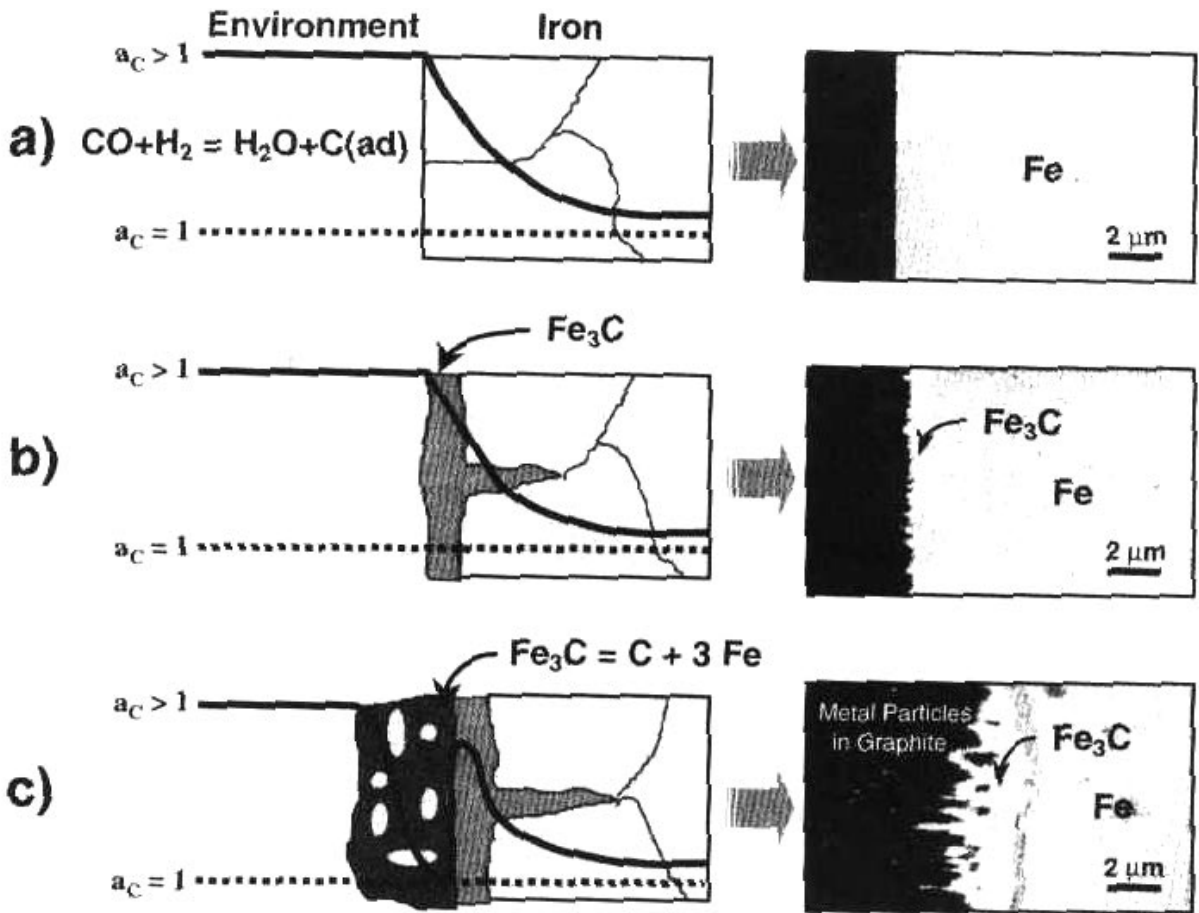 Environment Iron
a_C > 1
a) CO+H₂ = H₂O+C(ad)
a_C = 1
Fe
2 µm
Fe₃C
a_C > 1
b)
a_C = 1
Fe₃C
Fe
2 µm
Fe₃C = C + 3 Fe
a_C > 1
c)
a_C = 1
Metal Particles
in Graphite
Fe₃C
Fe
2 µm